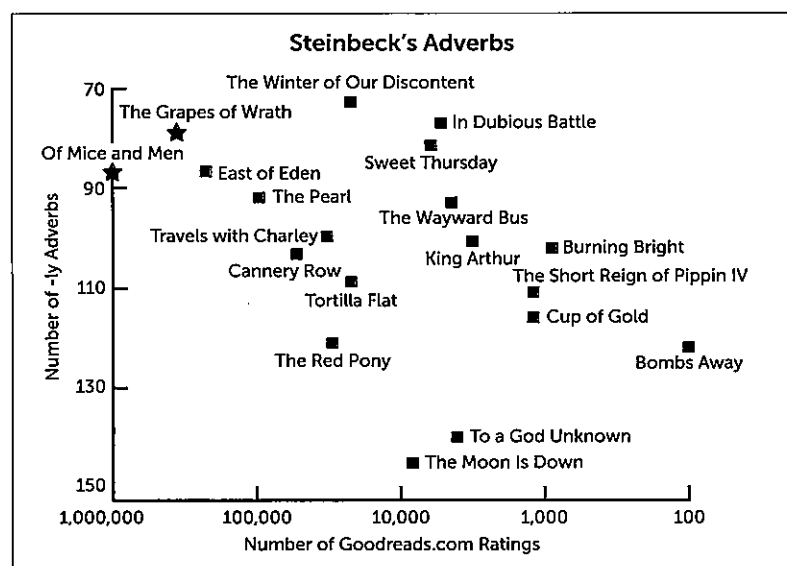 Steinbeck's Adverbs
The Winter of Our Discontent
70
The Grapes of Wrath
In Dubious Battle
Of Mice and Men
Sweet Thursday
East of Eden
90
The Pearl
The Wayward Bus
Travels with Charley
King Arthur
Burning Bright
Cannery Row
The Short Reign of Pippin IV
110
Tortilla Flat
Cup of Gold
The Red Pony
Bombs Away
130
To a God Unknown
The Moon Is Down
150
Number of -ly Adverbs
1,000,000
100,000
10,000
1,000
100
Number of Goodreads.com Ratings